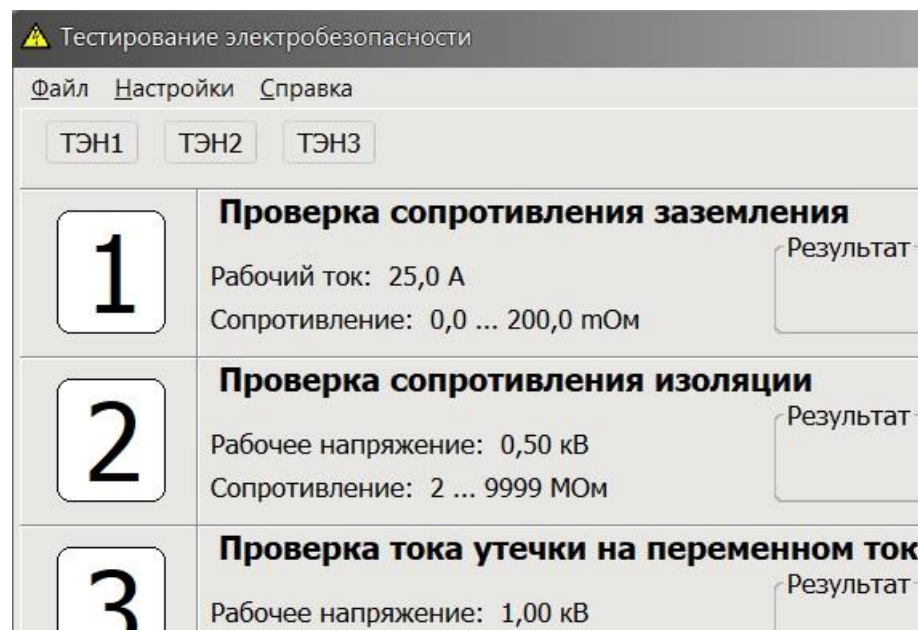 Тестирование электробезопасности
Файл Настройки Справка
ТЭН1 ТЭН2 ТЭН3
1
Проверка сопротивления заземления
Результат
Рабочий ток: 25,0 А
Сопротивление: 0,0 ... 200,0 mОм
2
Проверка сопротивления изоляции
Результат
Рабочее напряжение: 0,50 кВ
Сопротивление: 2 ... 9999 МОм
3
Проверка тока утечки на переменном ток
Результат
Рабочее напряжение: 1,00 кВ